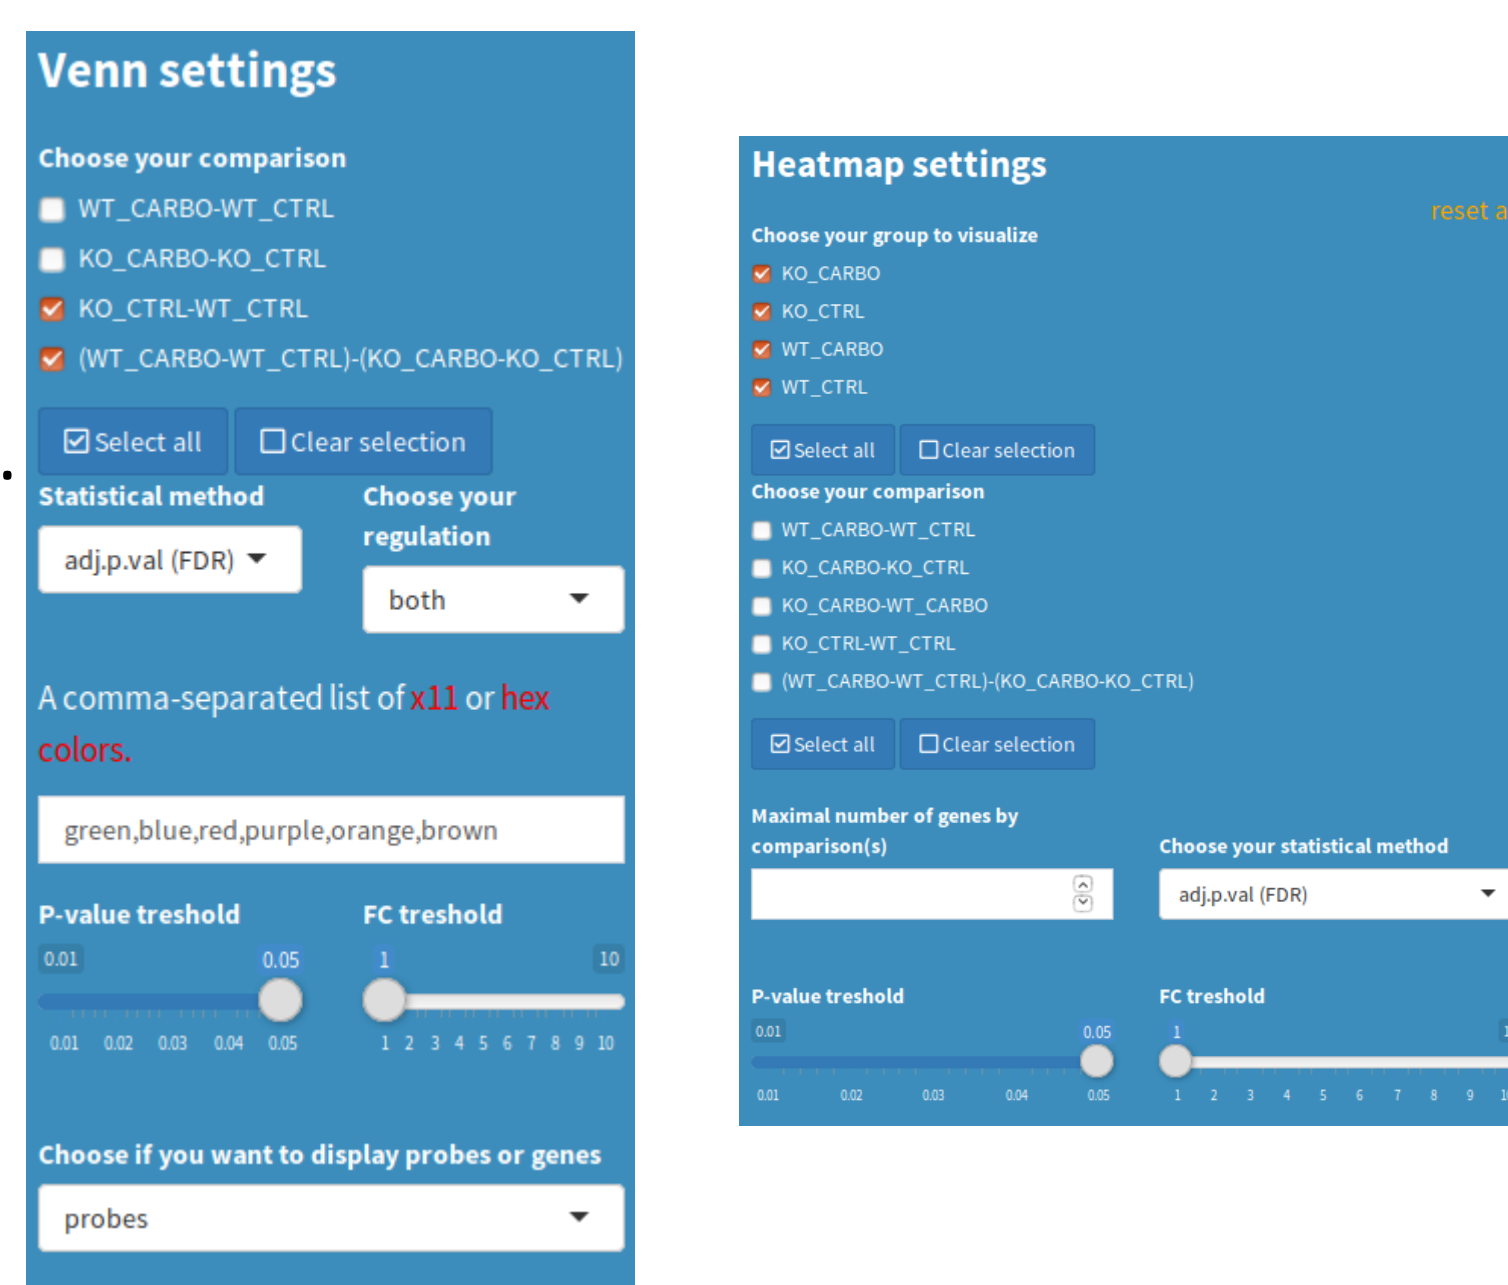 Venn settings
Choose your comparison
WT_CARBO-WT_CTRL
KO_CARBO-KO_CTRL
KO_CTRL-WT_CTRL
(WT_CARBO-WT_CTRL)-(KO_CARBO-KO_CTRL)
Select all Clear selection
Statistical method
adj.p.val (FDR)
Choose your
regulation
both
A comma-separated list of x11 or hex
colors.
green,blue,red,purple,orange,brown
P-value treshold
0.01 0.05
0.01 0.02 0.03 0.04 0.05
FC treshold
1 10
1 2 3 4 5 6 7 8 9 10
Choose if you want to display probes or genes
probes
Heatmap settings
reset a
Choose your group to visualize
KO_CARBO
KO_CTRL
WT_CARBO
WT_CTRL
Select all Clear selection
Choose your comparison
WT_CARBO-WT_CTRL
KO_CARBO-KO_CTRL
KO_CARBO-WT_CARBO
KO_CTRL-WT_CTRL
(WT_CARBO-WT_CTRL)-(KO_CARBO-KO_CTRL)
Select all Clear selection
Maximal number of genes by
comparison(s)
Choose your statistical method
adj.p.val (FDR)
P-value treshold
0.01 0.05
0.01 0.02 0.03 0.04 0.05
FC treshold
1
1 2 3 4 5 6 7 8 9